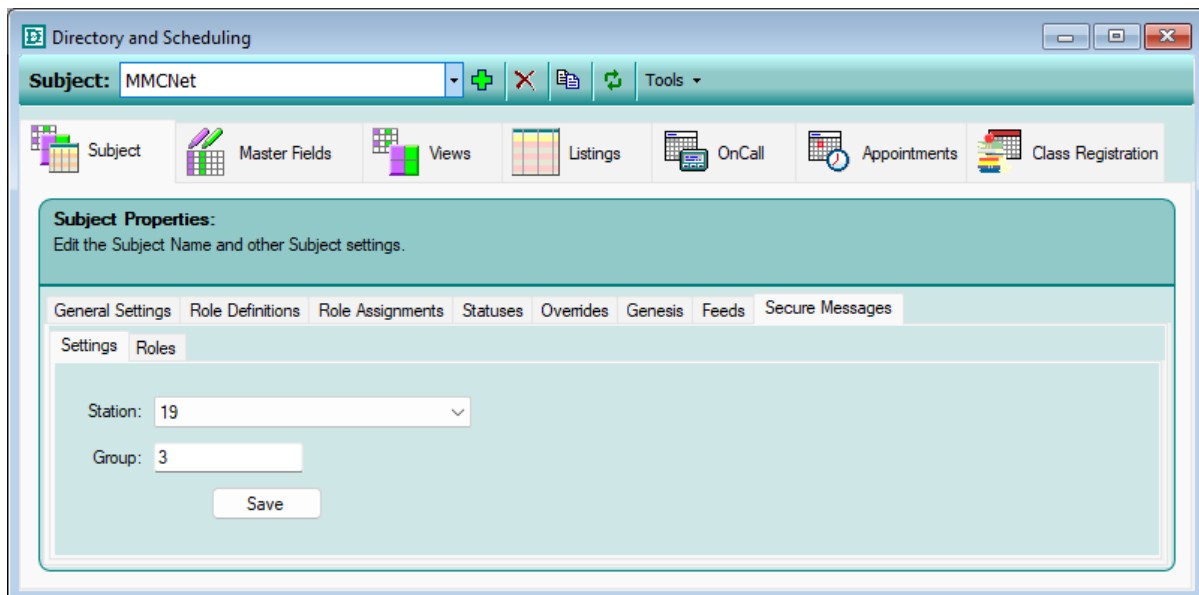 Directory and Scheduling
Subject: MMCNet Tools
Subject Master Fields Views Listings OnCall Appointments Class Registration
Subject Properties:
Edit the Subject Name and other Subject settings.
General Settings Role Definitions Role Assignments Statuses Overrides Genesis Feeds Secure Messages
Settings Roles
Station: 19
Group: 3
Save